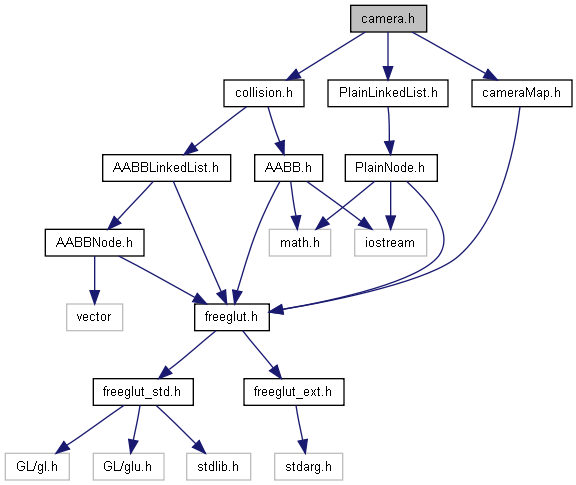 camera.h
collision.h
PlainLinkedList.h
cameraMap.h
AABBLinkedList.h
AABB.h
PlainNode.h
AABBNode.h
math.h
iostream
vector
freeglut.h
freeglut_std.h
freeglut_ext.h
GL/gl.h
GL/glu.h
stdlib.h
stdarg.h